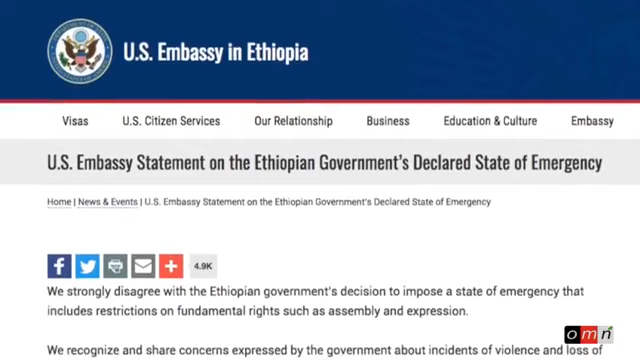 U.S. Embassy in Ethiopia
Visas U.S. Citizen Services Our Relationship Business Education & Culture Embassy
U.S. Embassy Statement on the Ethiopian Government's Declared State of Emergency
Home | News & Events | U.S. Embassy Statement on the Ethiopian Government's Declared State of Emergency
4.9K
We strongly disagree with the Ethiopian government's decision to impose a state of emergency that
includes restrictions on fundamental rights such as assembly and expression.
We recognize and share concerns expressed by the government about incidents of violence and loss of
omn